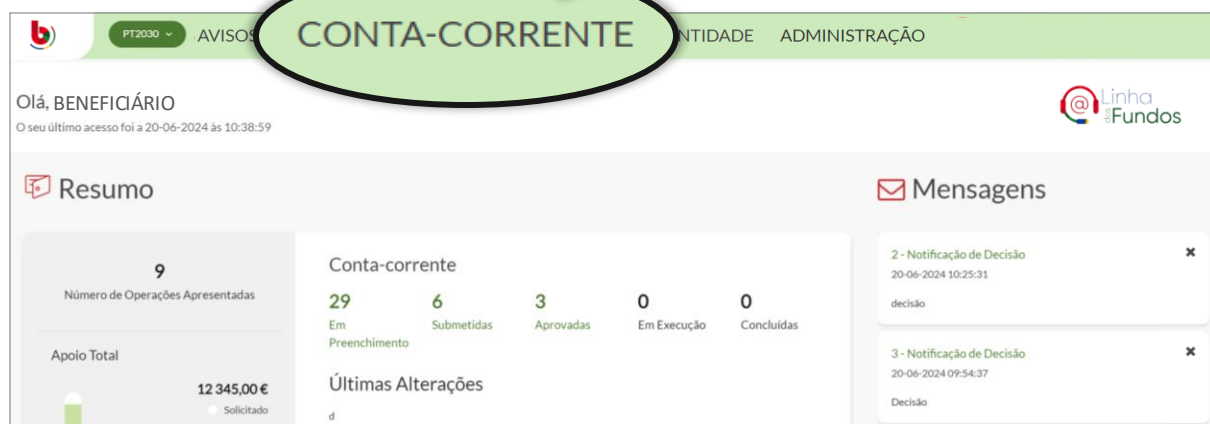 b
PT2030
AVISOS
CONTA-CORRENTE
NTIDADE
ADMINISTRAÇÃO
Olá, BENEFICIÁRIO
O seu último acesso foi a 20-06-2024 às 10:38:59
@ Linha
dos Fundos
Resumo
9
Número de Operações Apresentadas
Apoio Total
12 345,00 €
Solicitado
Conta-corrente
29
Em
Preenchimento
6
Submetidas
3
Aprovadas
0
Em Execução
0
Concluídas
Últimas Alterações
d
Mensagens
2 - Notificação de Decisão
20-06-2024 10:25:31
decisão
3 - Notificação de Decisão
20-06-2024 09:54:37
Decisão